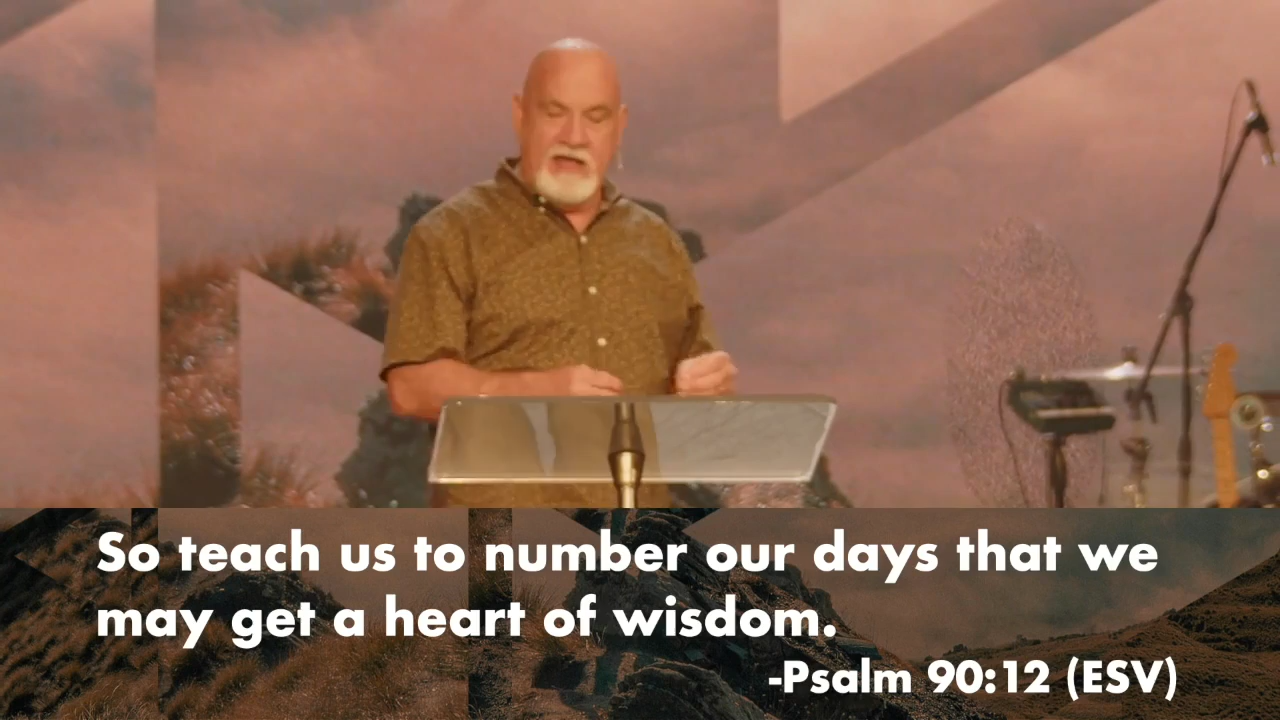 So teach us to number our days that we
may get a heart of wisdom.
-Psalm 90:12 (ESV)